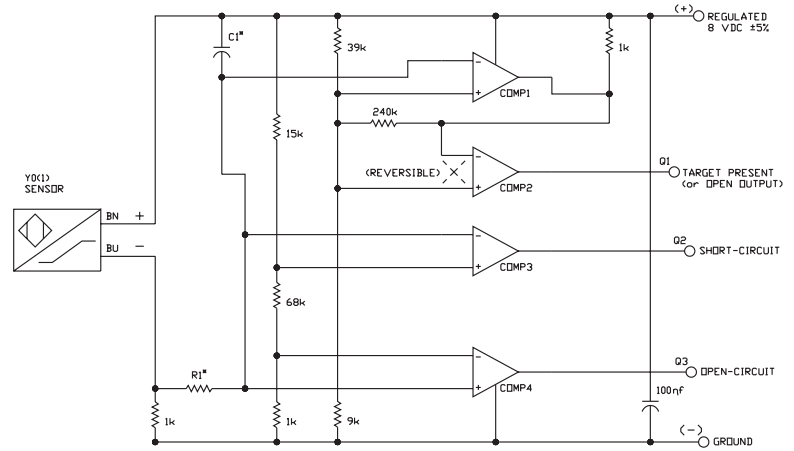 (+)
REGULATED
8 VDC ±5%
C1*
39k
1k
-
+
COMP1
240k
15k
Q1
TARGET PRESENT
(or OPEN OUTPUT)
(REVERSIBLE)
-
+
COMP2
Y0(1)
SENSOR
BN +
BU -
Q2
SHORT-CIRCUIT
-
+
COMP3
68k
Q3
OPEN-CIRCUIT
-
+
COMP4
R1*
100nf
1k
1k
9k
(-)
GROUND